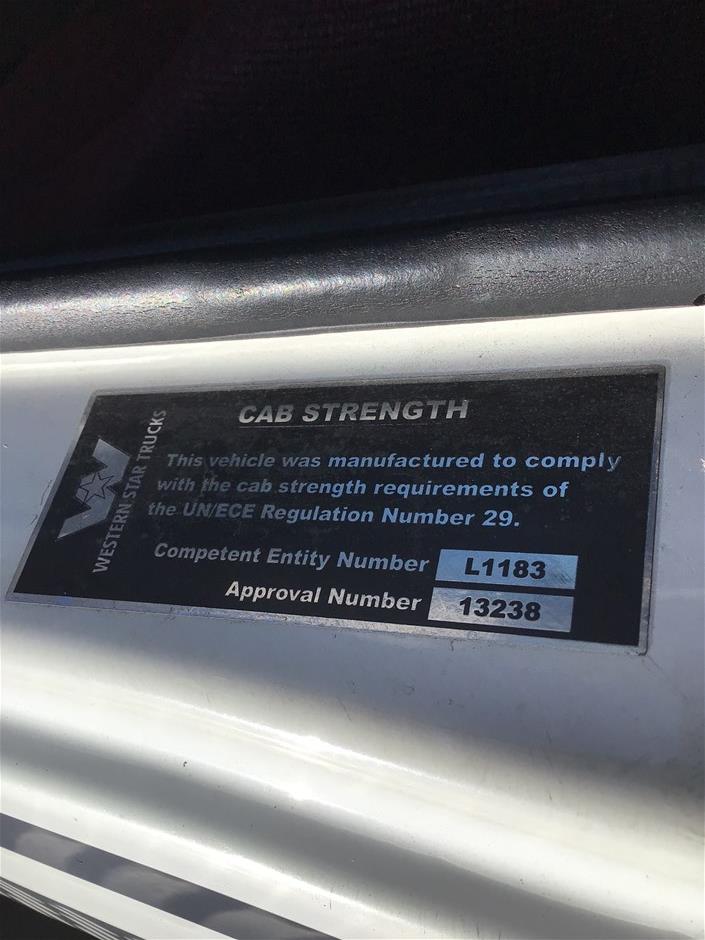 CAB STRENGTH
WESTERN STAR TRUCKS
This vehicle was manufactured to comply
with the cab strength requirements of
the UN/ECE Regulation Number 29.
Competent Entity Number L1183
Approval Number 13238